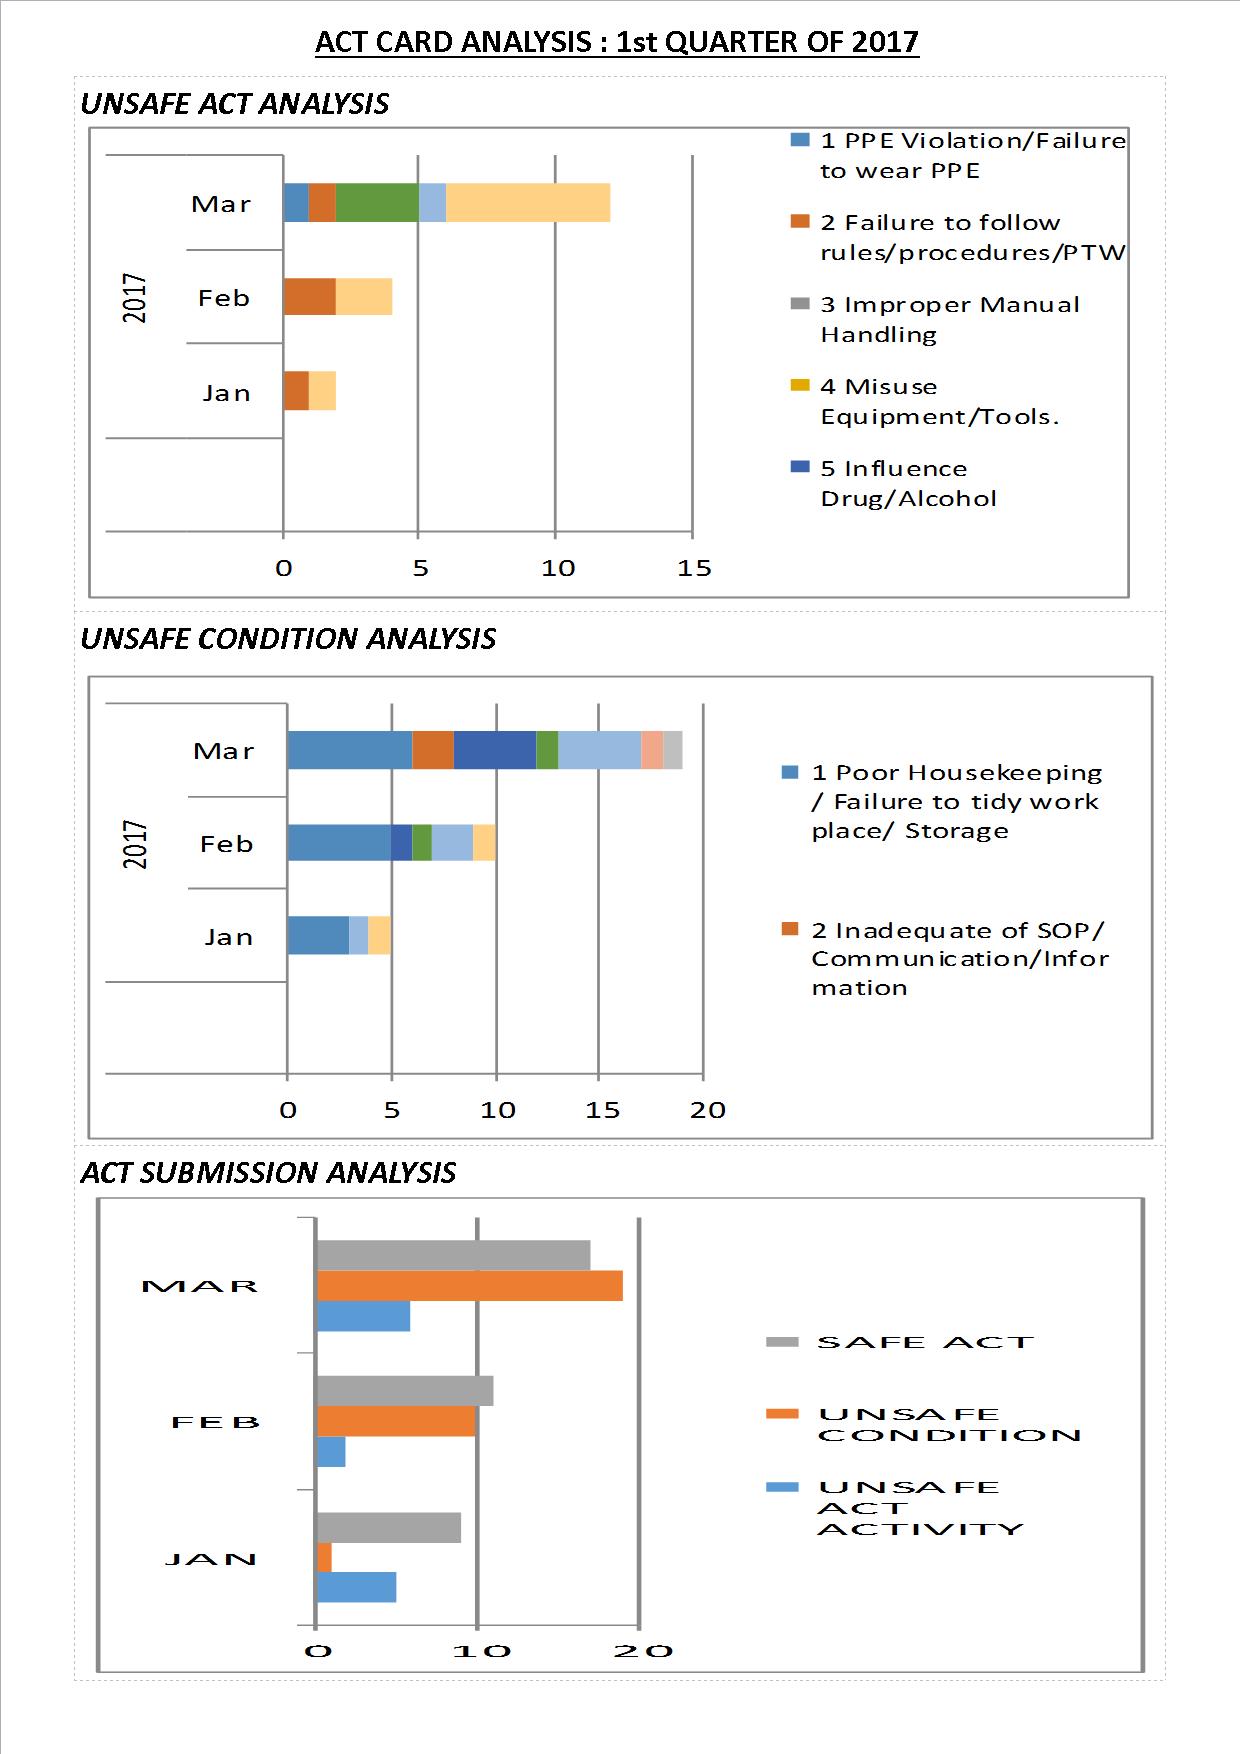 ACT CARD ANALYSIS : 1st QUARTER OF 2017
UNSAFE ACT ANALYSIS
Mar
Feb
Jan
2017
0 5 10 15
1 PPE Violation/Failure
to wear PPE
2 Failure to follow
rules/procedures/PTW
3 Improper Manual
Handling
4 Misuse
Equipment/Tools.
5 Influence
Drug/Alcohol
UNSAFE CONDITION ANALYSIS
Mar
Feb
Jan
2017
0 5 10 15 20
1 Poor Housekeeping
/ Failure to tidy work
place/ Storage
2 Inadequate of SOP/
Communication/Infor
mation
ACT SUBMISSION ANALYSIS
MAR
FEB
JAN
0 10 20
SAFE ACT
UNSAFE
CONDITION
UNSAFE
ACT
ACTIVITY